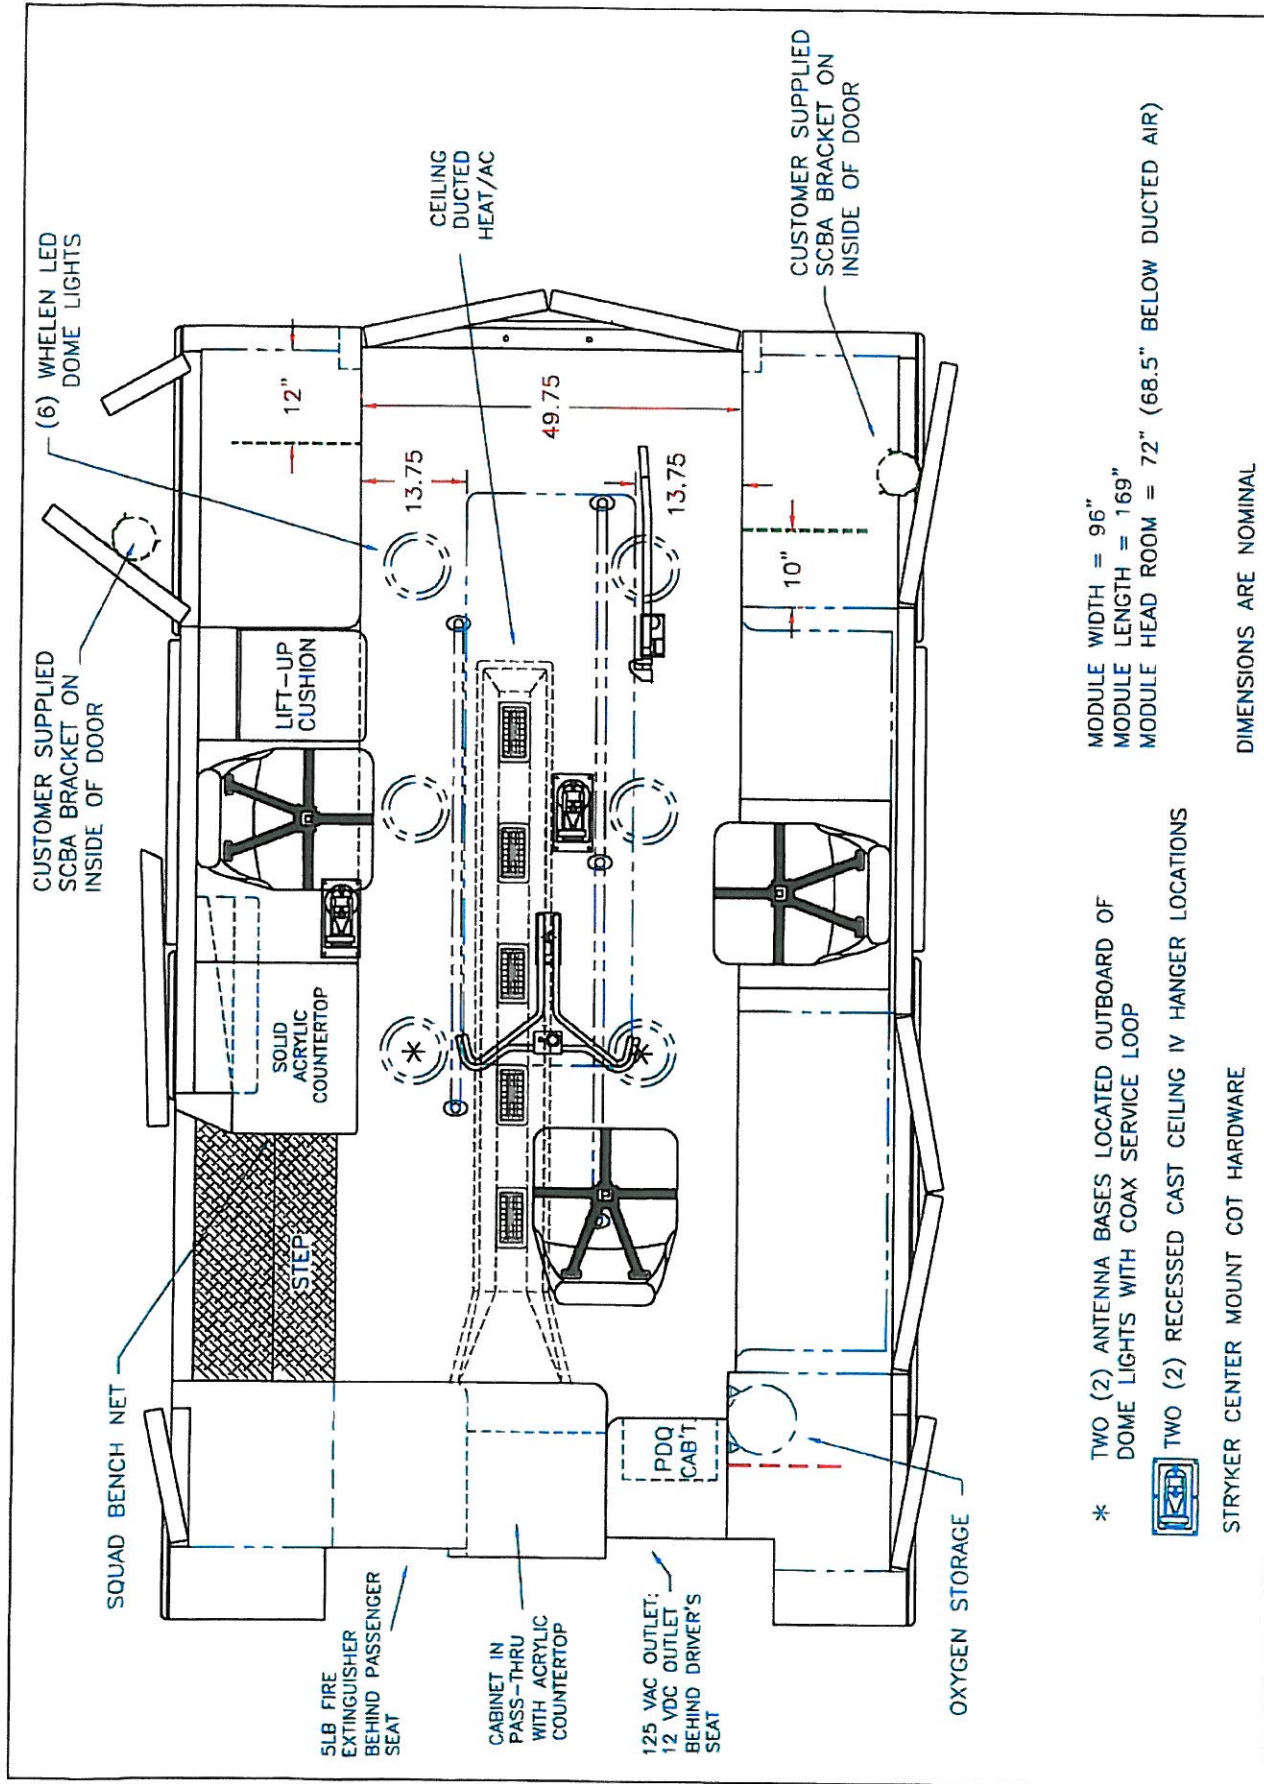 SQUAD BENCH NET
CUSTOMER SUPPLIED
SCBA BRACKET ON
INSIDE OF DOOR
(6) WHELEN LED
DOME LIGHTS
STEP
SOLID
ACRYLIC
COUNTERTOP
LIFT-UP
CUSHION
12"
13.75
49.75
13.75
10"
CEILING
DUCTED
HEAT/AC
5LB FIRE
EXTINGUISHER
BEHIND PASSENGER
SEAT
CABINET IN
PASS-THRU
WITH ACRYLIC
COUNTERTOP
125 VAC OUTLET;
12 VDC OUTLET
BEHIND DRIVER'S
SEAT
PDQ
CAB'T
OXYGEN STORAGE
CUSTOMER SUPPLIED
SCBA BRACKET ON
INSIDE OF DOOR
* TWO (2) ANTENNA BASES LOCATED OUTBOARD OF
DOME LIGHTS WITH COAX SERVICE LOOP
TWO (2) RECESSED CAST CEILING IV HANGER LOCATIONS
STRYKER CENTER MOUNT COT HARDWARE
MODULE WIDTH = 96"
MODULE LENGTH = 169"
MODULE HEAD ROOM = 72" (68.5" BELOW DUCTED AIR)
DIMENSIONS ARE NOMINAL